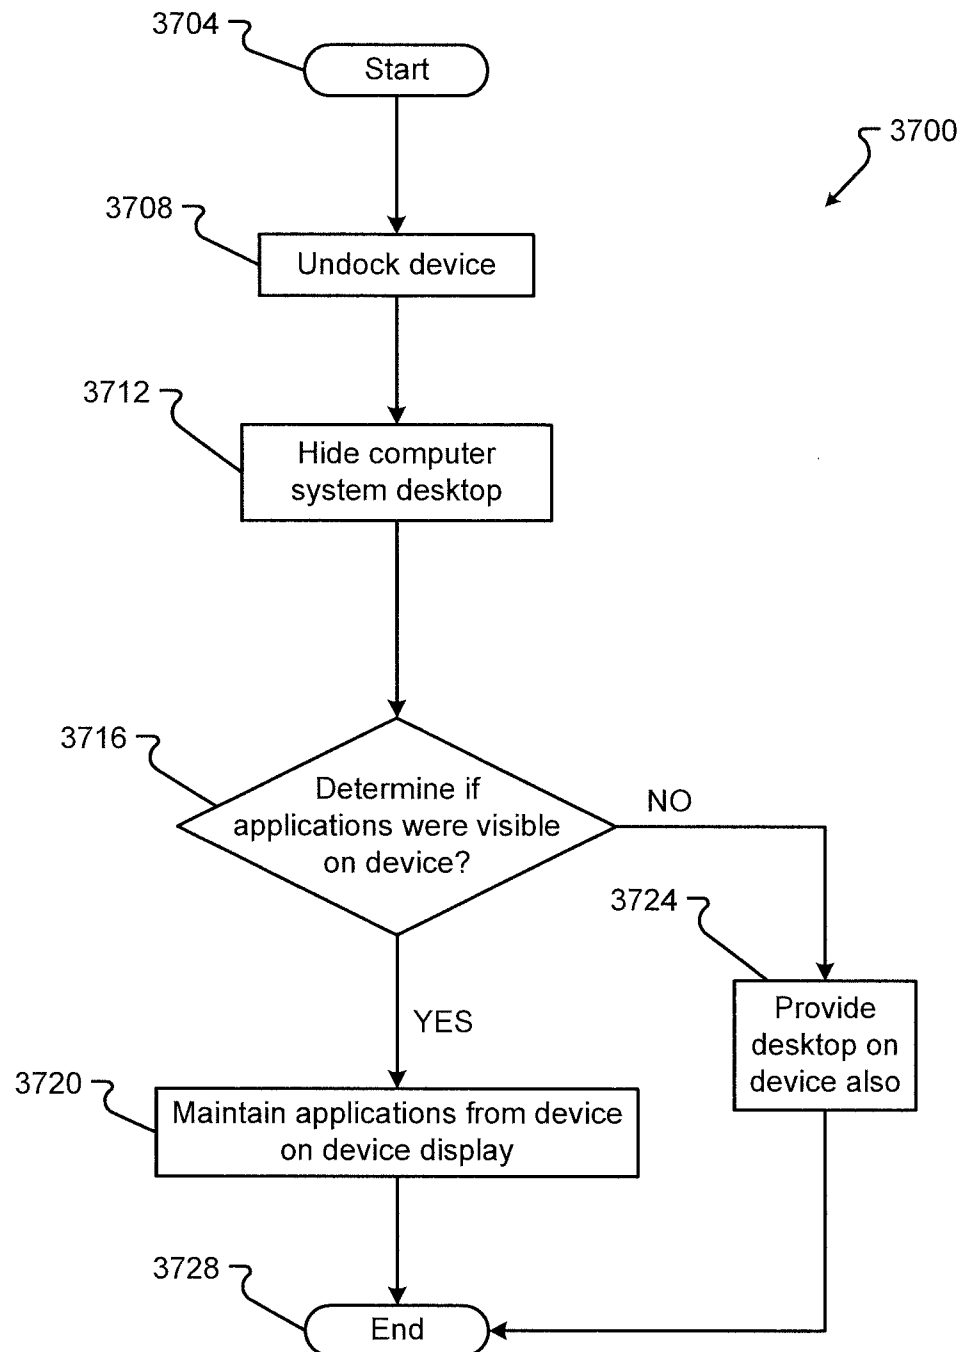 3704
Start
3700
3708
Undock device
3712
Hide computer
system desktop
3716
Determine if
applications were visible
on device?
NO
3724
Provide
desktop on
device also
YES
3720
Maintain applications from device
on device display
3728
End